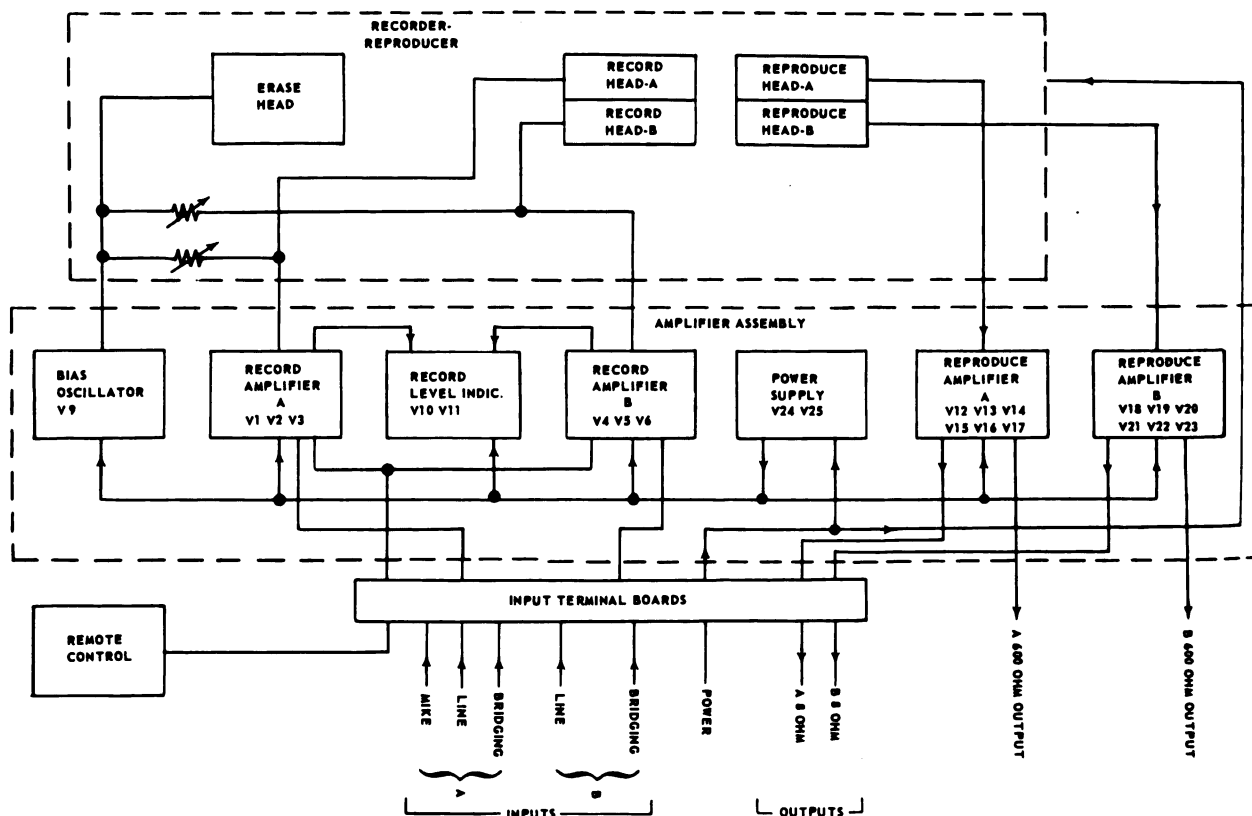 RECORDER-
REPRODUCER
ERASE
HEAD
RECORD
HEAD-A
RECORD
HEAD-B
REPRODUCE
HEAD-A
REPRODUCE
HEAD-B
AMPLIFIER ASSEMBLY
BIAS
OSCILLATOR
V9
RECORD
AMPLIFIER
A
V1 V2 V3
RECORD
LEVEL INDIC.
V10 V11
RECORD
AMPLIFIER
B
V4 V5 V6
POWER
SUPPLY
V24 V25
REPRODUCE
AMPLIFIER
A
V12 V13 V14
V15 V16 V17
REPRODUCE
AMPLIFIER
B
V18 V19 V20
V21 V22 V23
INPUT TERMINAL BOARDS
REMOTE
CONTROL
MIKE
LINE
BRIDGING
LINE
BRIDGING
POWER
A 8 OHM
B 8 OHM
A 600 OHM OUTPUT
B 600 OHM OUTPUT
A
B
INPUTS
OUTPUTS